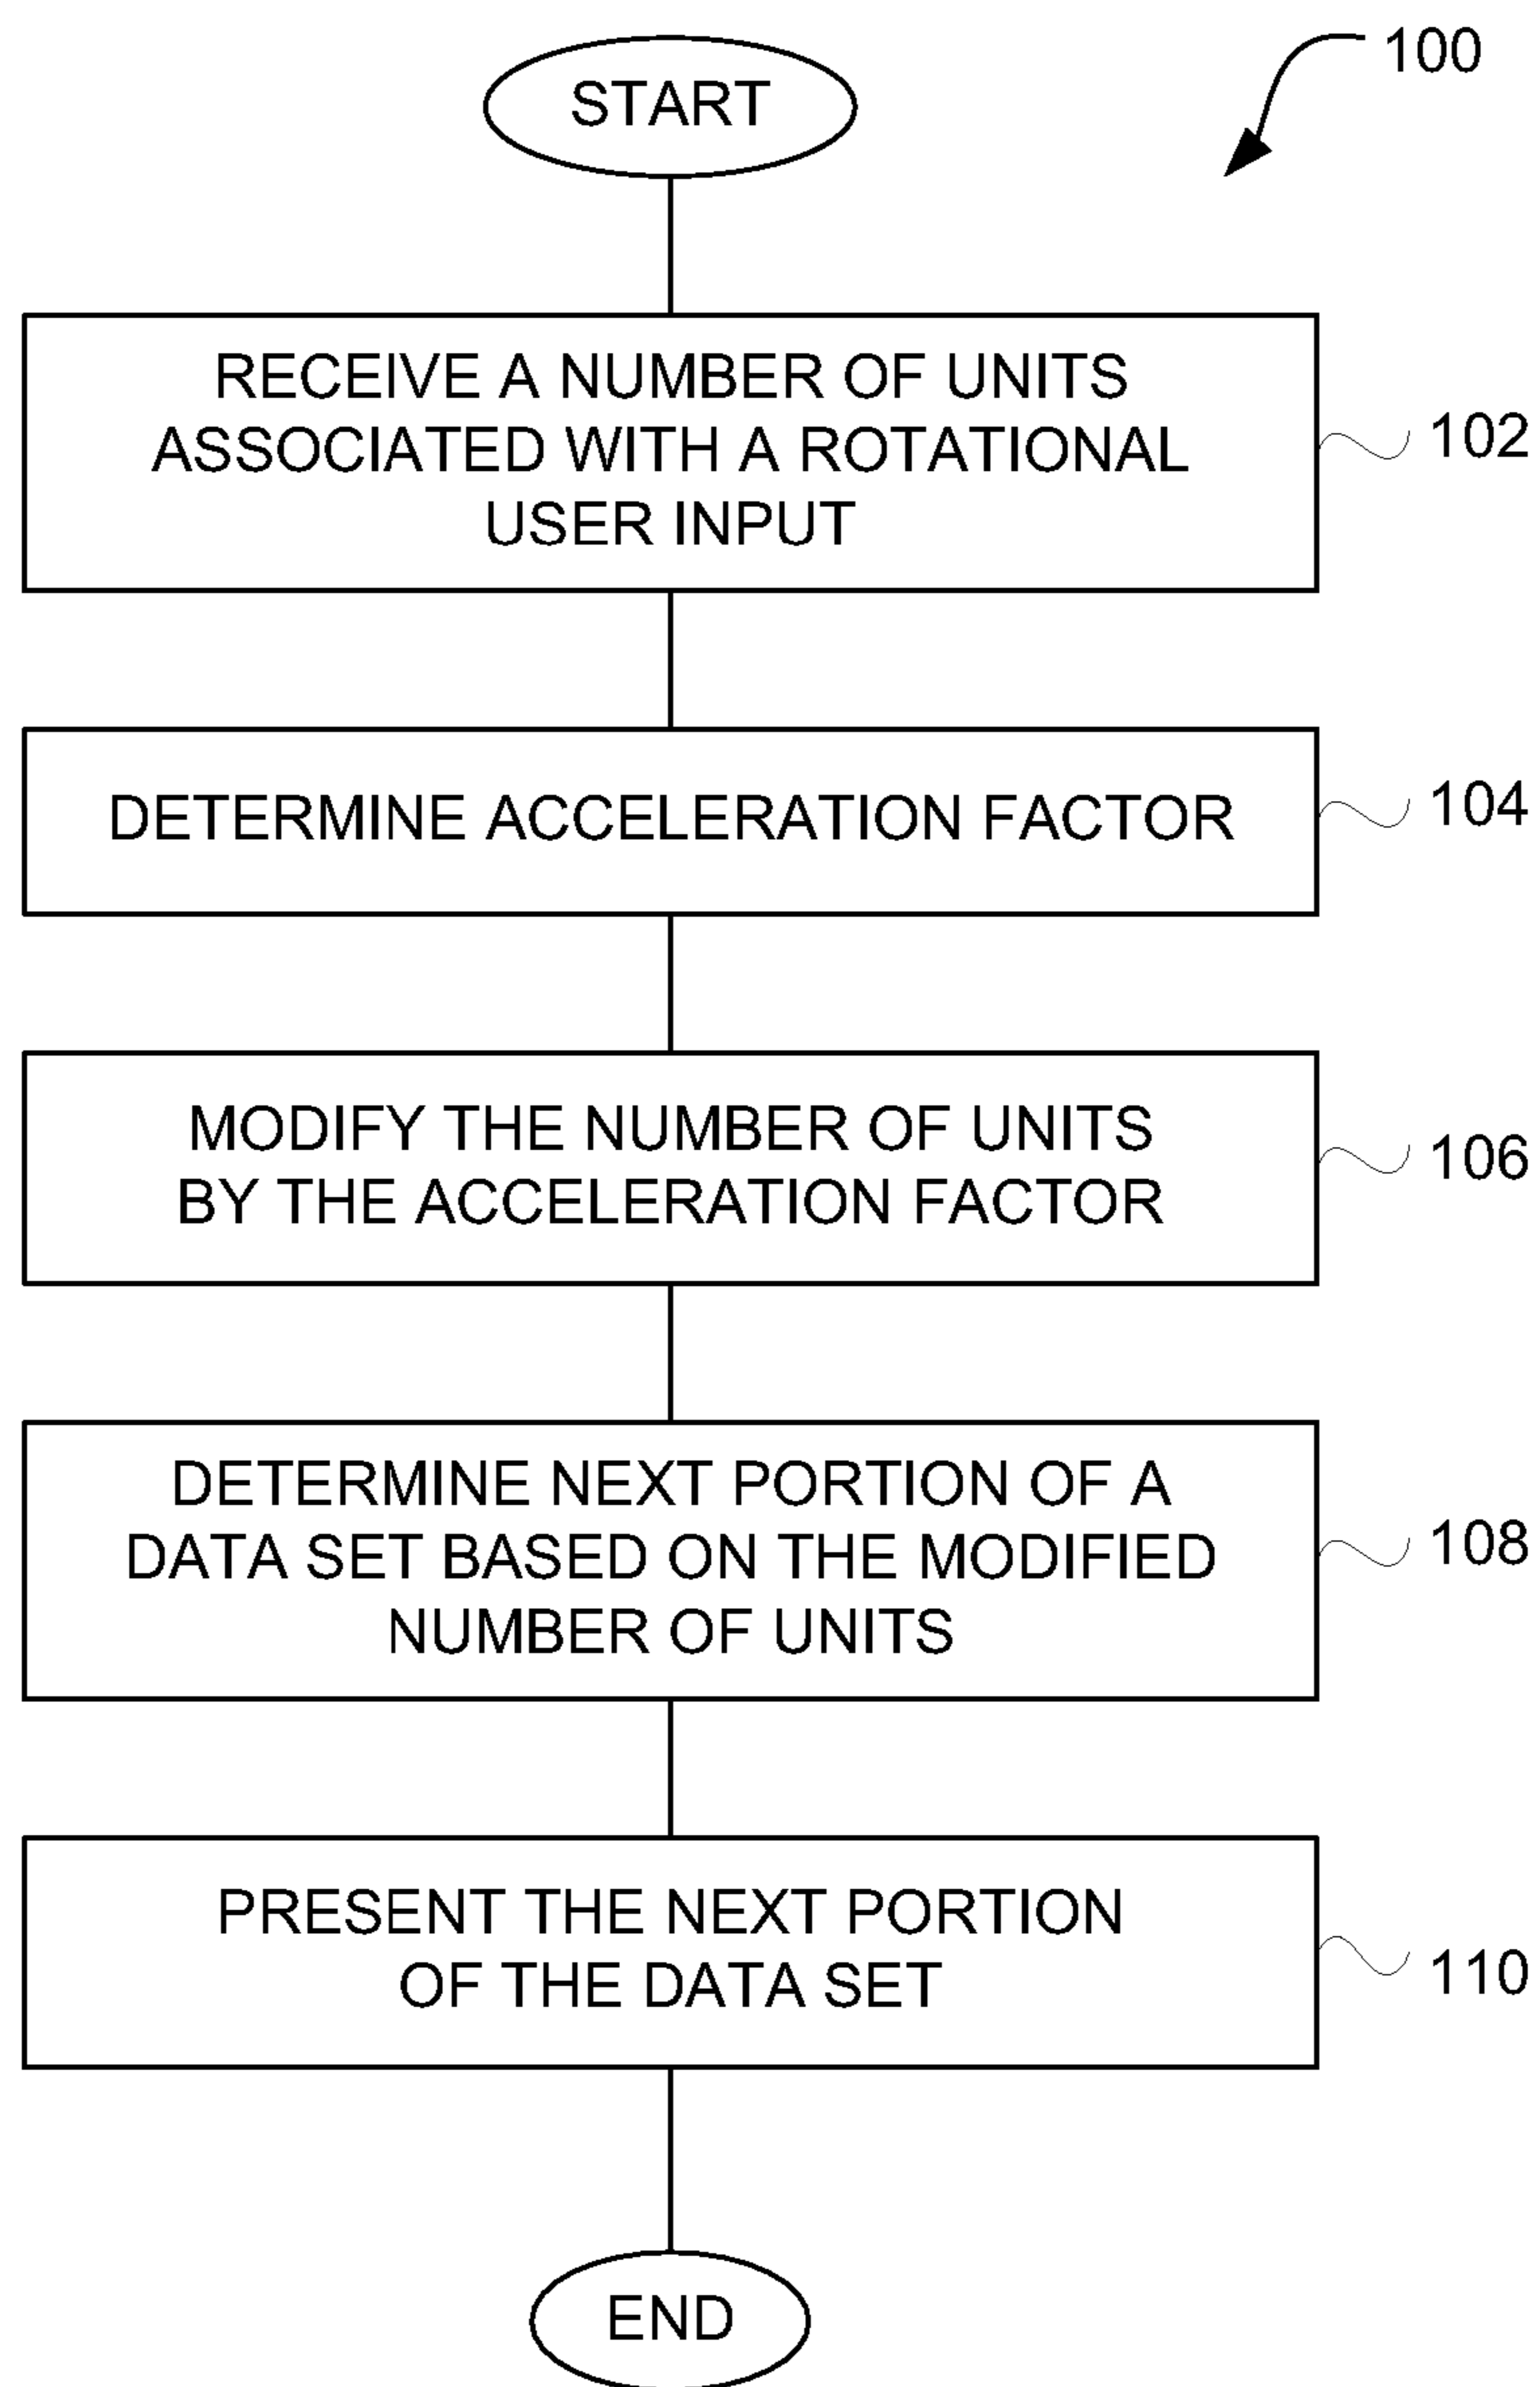 100
START
RECEIVE A NUMBER OF UNITS
ASSOCIATED WITH A ROTATIONAL
USER INPUT
102
DETERMINE ACCELERATION FACTOR
104
MODIFY THE NUMBER OF UNITS
BY THE ACCELERATION FACTOR
106
DETERMINE NEXT PORTION OF A
DATA SET BASED ON THE MODIFIED
NUMBER OF UNITS
108
PRESENT THE NEXT PORTION
OF THE DATA SET
110
END